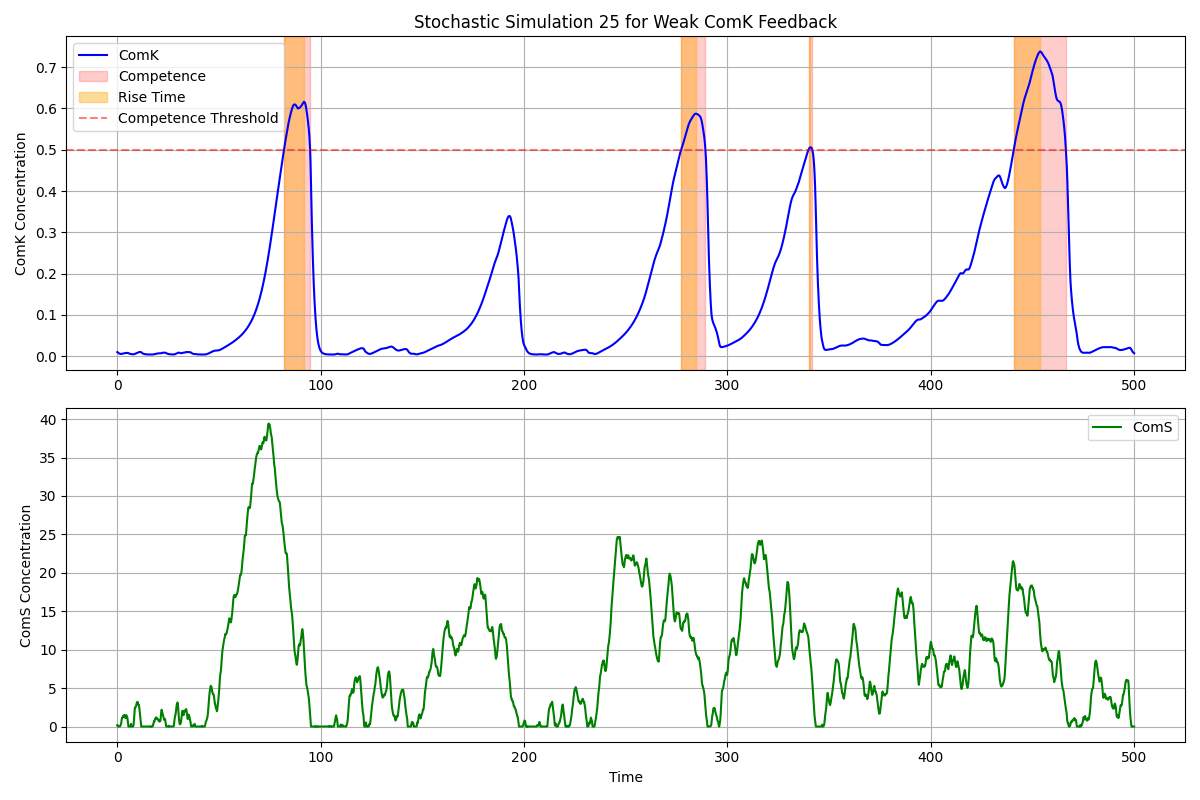 Stochastic Simulation 25 for Weak ComK Feedback
ComK
Competence
Rise Time
Competence Threshold
ComK Concentration
0.7
0.6
0.5
0.4
0.3
0.2
0.1
0.0
0 100 200 300 400 500
ComS
ComS Concentration
40
35
30
25
20
15
10
5
0
0 100 200 300 400 500
Time